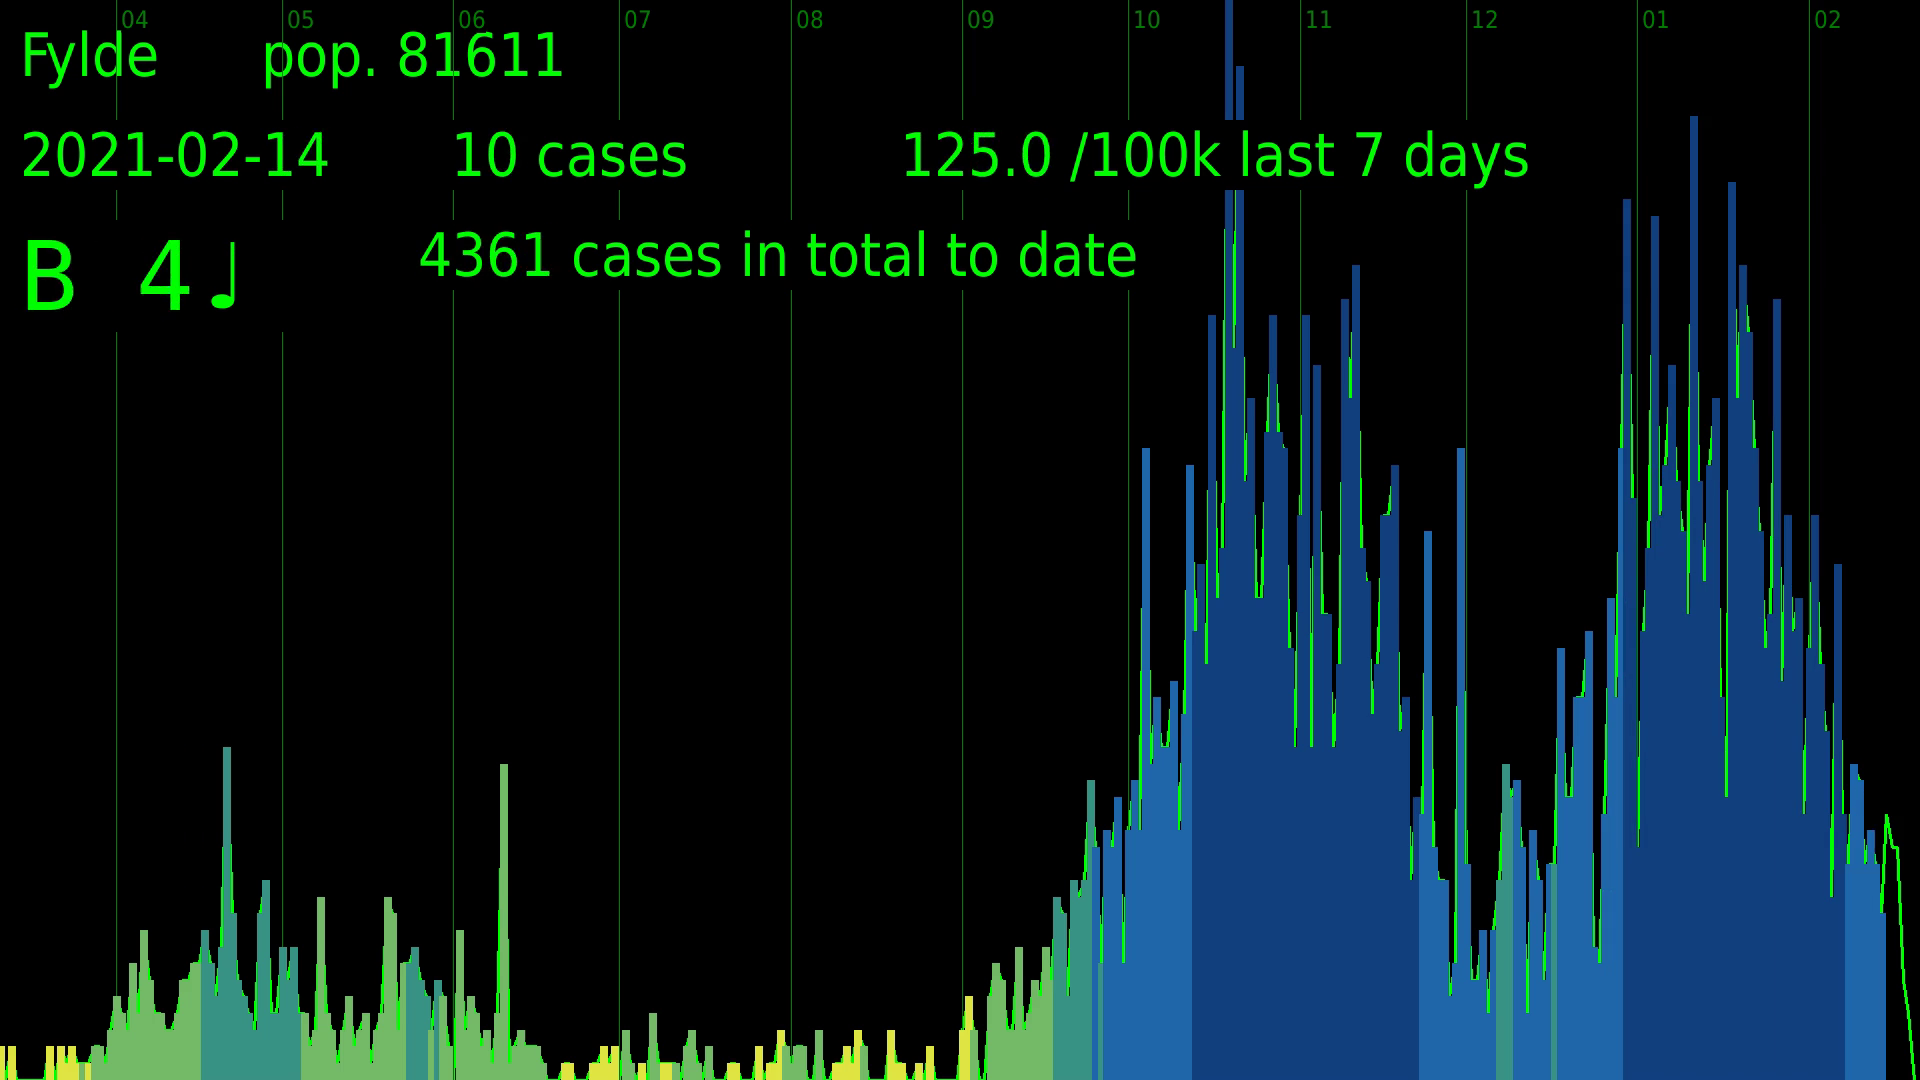 04 05 06 07 08 09 10 11 12 01 02
Fylde pop. 81611
2021-02-14 10 cases 125.0 /100k last 7 days
B 4♩ 4361 cases in total to date